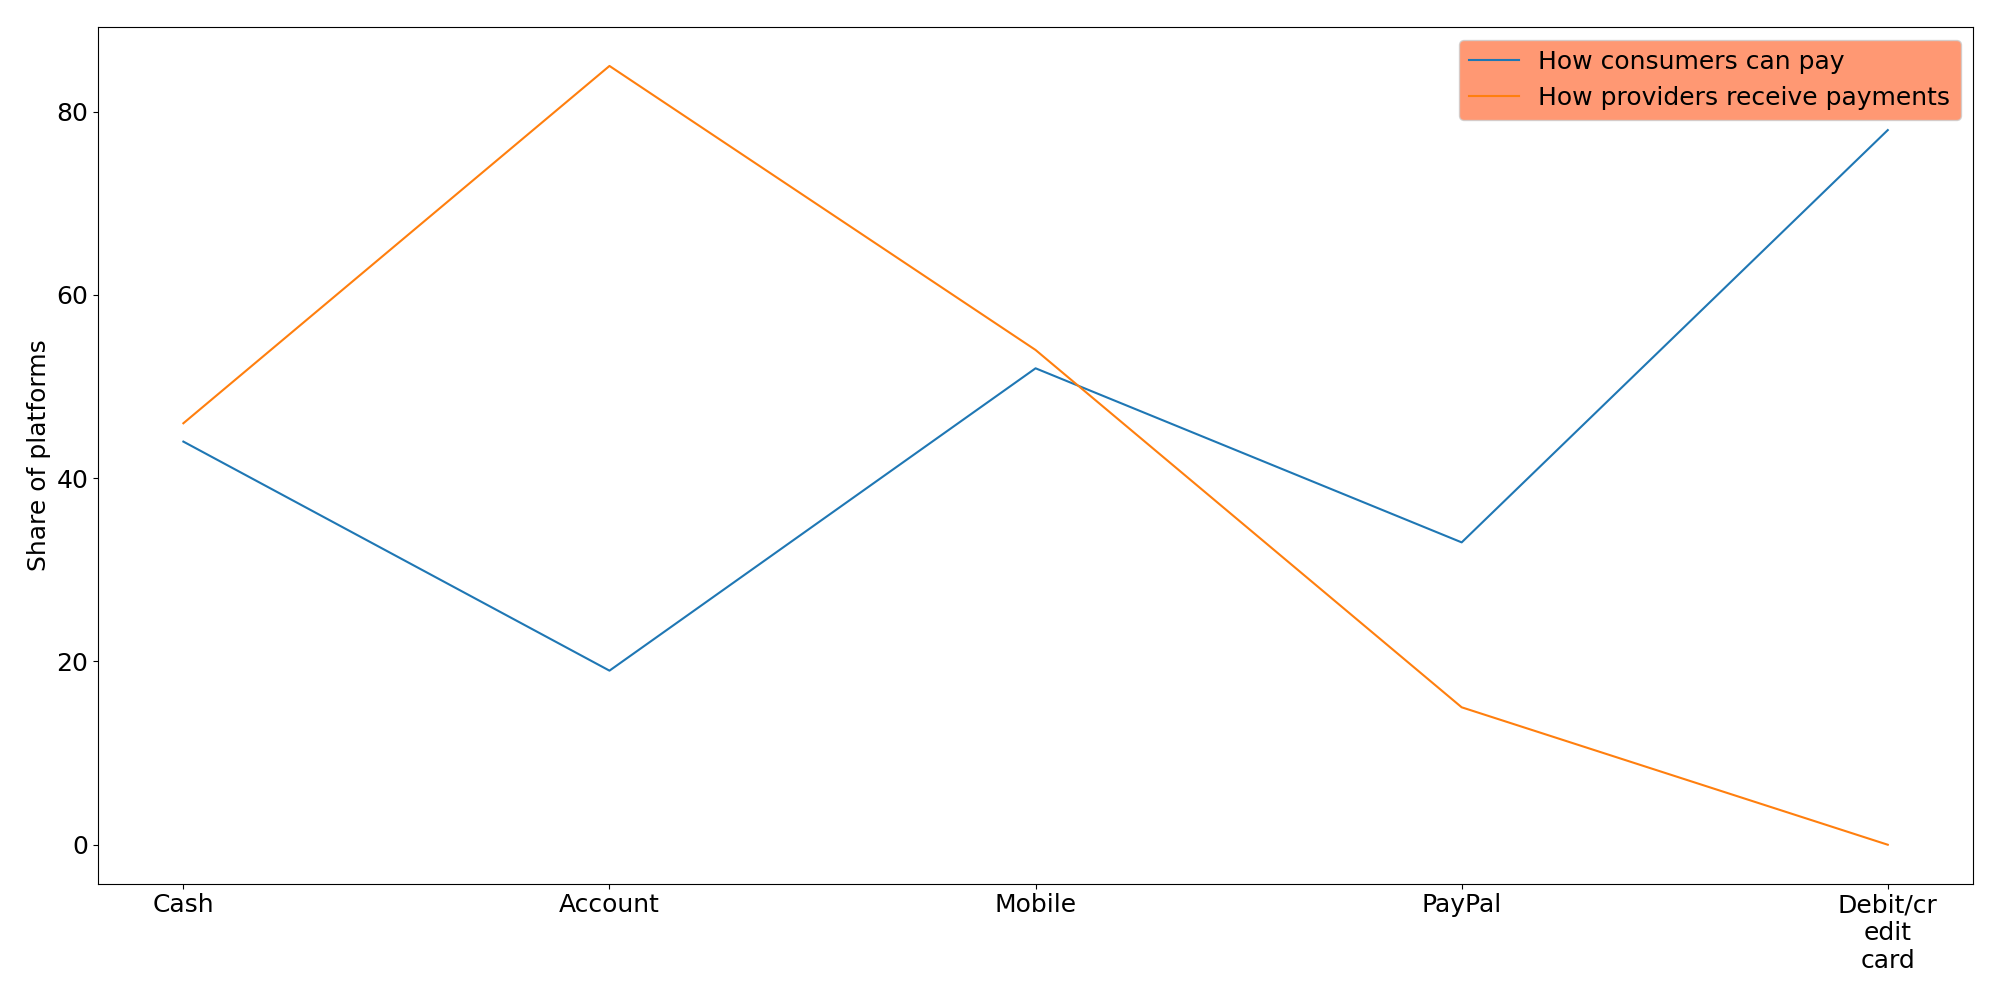 How consumers can pay
How providers receive payments
Share of platforms
80
60
40
20
0
Cash
Account
Mobile
PayPal
Debit/cr
edit
card